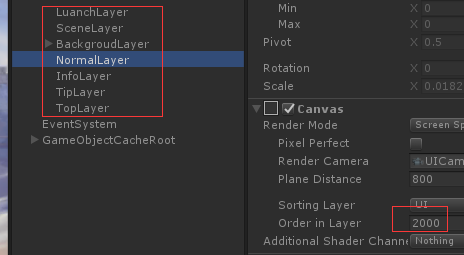 LuanchLayer
SceneLayer
BackgroudLayer
NormalLayer
InfoLayer
TipLayer
TopLayer
EventSystem
GameObjectCacheRoot
Min X 0
Max X 0
Pivot X 0.5
Rotation X 0
Scale X 0.0182
Canvas
Render Mode Screen Sp
Pixel Perfect
Render Camera UICam
Plane Distance 800
Sorting Layer UI
Order in Layer 2000
Additional Shader Channe Nothing